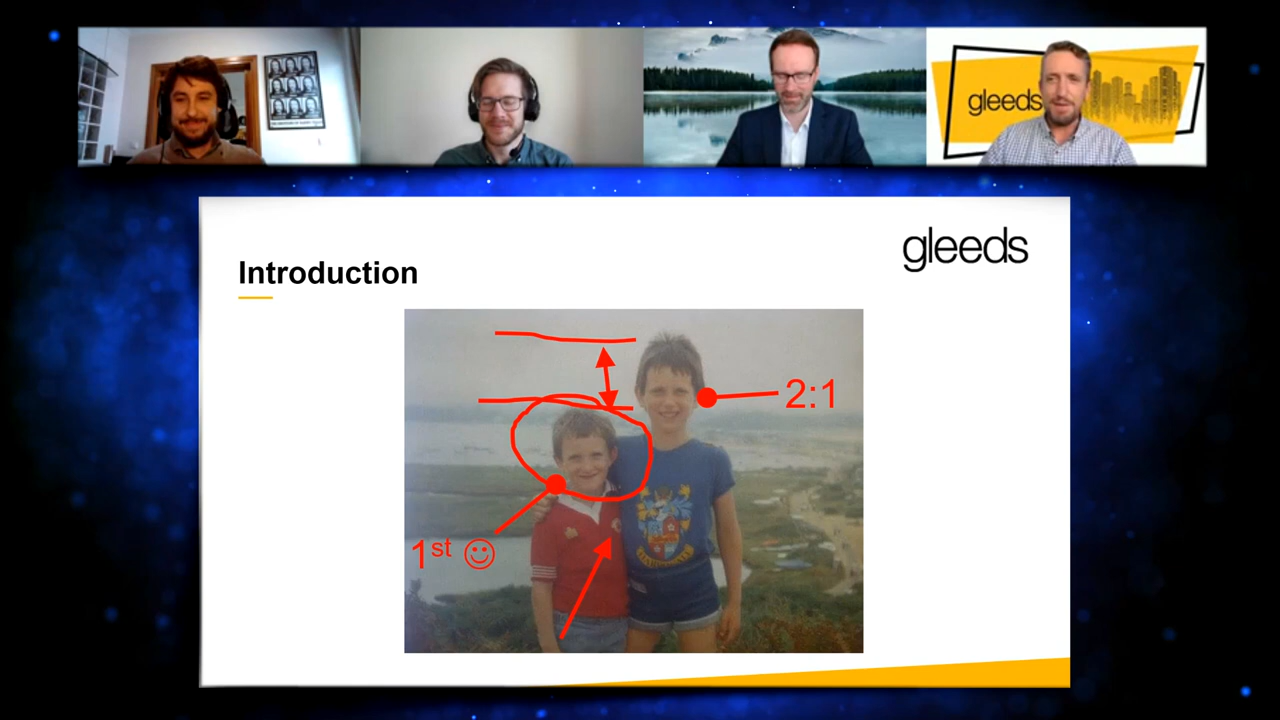 gleeds
gleeds
Introduction
2:1
1st ☺